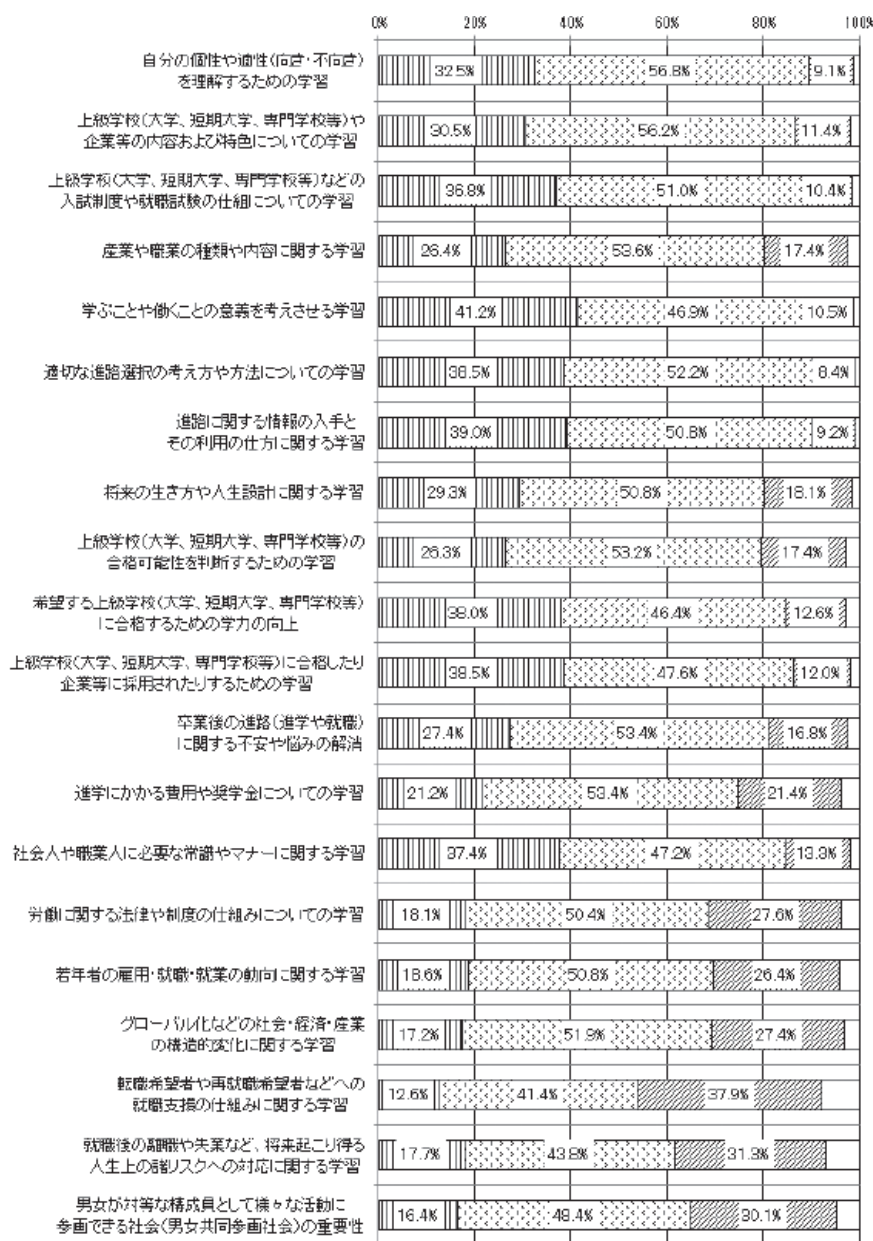 0% 20% 40% 60% 80% 100%
自分の個性や適性(向き・不向き)
を理解するための学習
32.5% 56.8% 9.1%
上級学校(大学、短期大学、専門学校等)や
企業等の内容および特色についての学習
30.5% 56.2% 11.4%
上級学校(大学、短期大学、専門学校等)などの
入試制度や就職試験の仕組についての学習
36.8% 51.0% 10.4%
産業や職業の種類や内容に関する学習
26.4% 53.6% 17.4%
学ぶことや働くことの意義を考えさせる学習
41.2% 46.9% 10.5%
適切な進路選択の考え方や方法についての学習
38.5% 52.2% 8.4%
進路に関する情報の入手と
その利用の仕方に関する学習
39.0% 50.8% 9.2%
将来の生き方や人生設計に関する学習
29.3% 50.8% 18.1%
上級学校(大学、短期大学、専門学校等)の
合格可能性を判断するための学習
26.3% 53.2% 17.4%
希望する上級学校(大学、短期大学、専門学校等)
に合格するための学力の向上
38.0% 46.4% 12.6%
上級学校(大学、短期大学、専門学校等)に合格したり
企業等に採用されたりするための学習
38.5% 47.6% 12.0%
卒業後の進路(進学や就職)
に関する不安や悩みの解消
27.4% 53.4% 16.8%
進学にかかる費用や奨学金についての学習
21.2% 53.4% 21.4%
社会人や職業人に必要な常識やマナーに関する学習
37.4% 47.2% 13.3%
労働に関する法律や制度の仕組みについての学習
18.1% 50.4% 27.6%
若年者の雇用・就職・就業の動向に関する学習
18.6% 50.8% 26.4%
グローバル化などの社会・経済・産業
の構造的変化に関する学習
17.2% 51.9% 27.4%
転職希望者や再就職希望者などへの
就職支援の仕組みに関する学習
12.6% 41.4% 37.9%
就職後の離職や失業など、将来起こり得る
人生上の諸リスクへの対応に関する学習
17.7% 43.8% 31.3%
男女が対等な構成員として様々な活動に
参画できる社会(男女共同参画社会)の重要性
16.4% 48.4% 30.1%